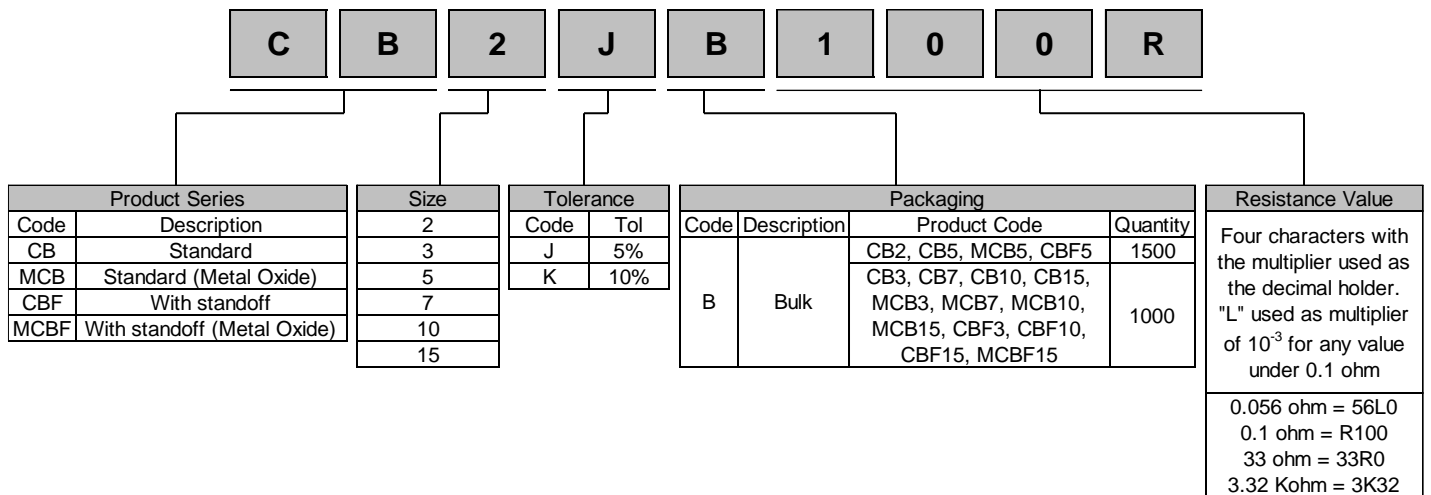 C B 2 J B 1 0 0 R
Product Series
Code Description
CB Standard
MCB Standard (Metal Oxide)
CBF With standoff
MCBF With standoff (Metal Oxide)
Size
2
3
5
7
10
15
Tolerance
Code Tol
J 5%
K 10%
Packaging
Code Description Product Code Quantity
CB2, CB5, MCB5, CBF5 1500
B Bulk
CB3, CB7, CB10, CB15,
MCB3, MCB7, MCB10,
MCB15, CBF3, CBF10,
CBF15, MCBF15
1000
Resistance Value
Four characters with
the multiplier used as
the decimal holder.
"L" used as multiplier
of 10⁻³ for any value
under 0.1 ohm
0.056 ohm = 56L0
0.1 ohm = R100
33 ohm = 33R0
3.32 Kohm = 3K32